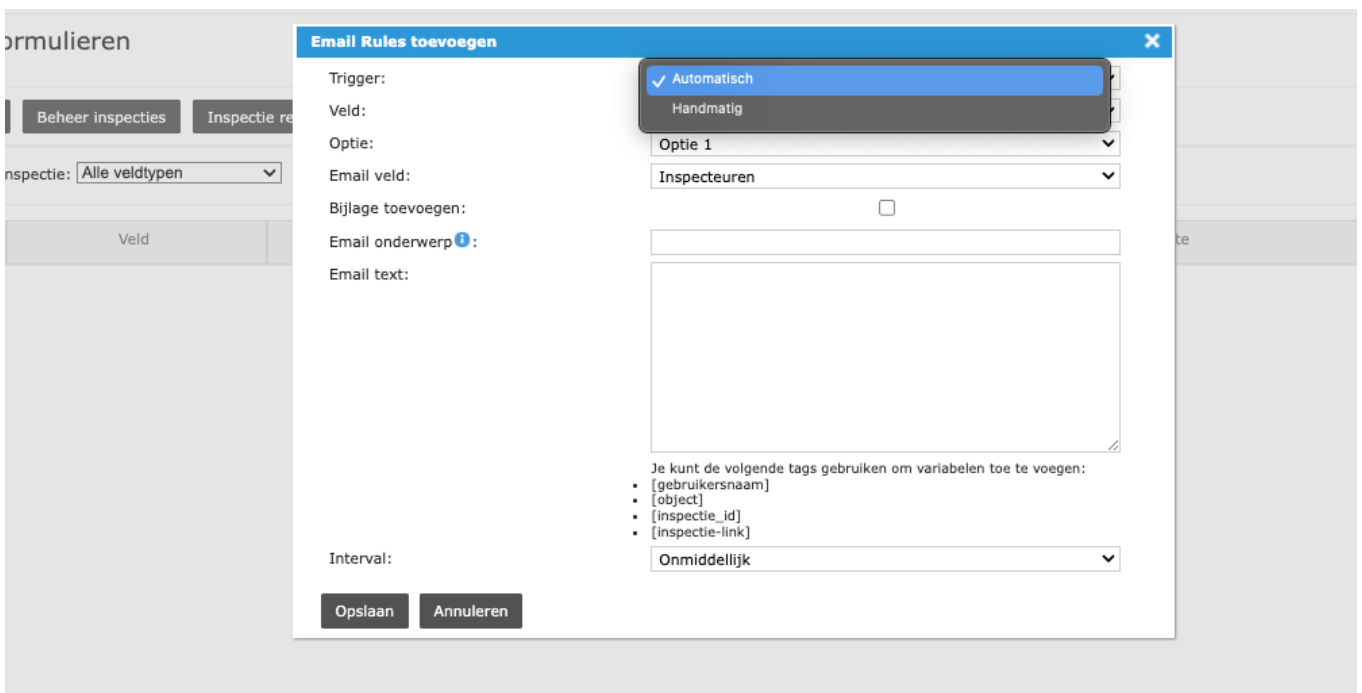 ormulieren
Email Rules toevoegen
Trigger:
Automatisch
Handmatig
Beheer inspecties
Inspectie re
Veld:
Optie:
Optie 1
nspectie:
Alle veldtypen
Email veld:
Inspecteuren
Bijlage toevoegen:
Veld
Email onderwerp :
te
Email text:
Je kunt de volgende tags gebruiken om variabelen toe te voegen:
• [gebruikersnaam]
• [object]
• [inspectie_id]
• [inspectie-link]
Interval:
Onmiddellijk
Opslaan
Annuleren